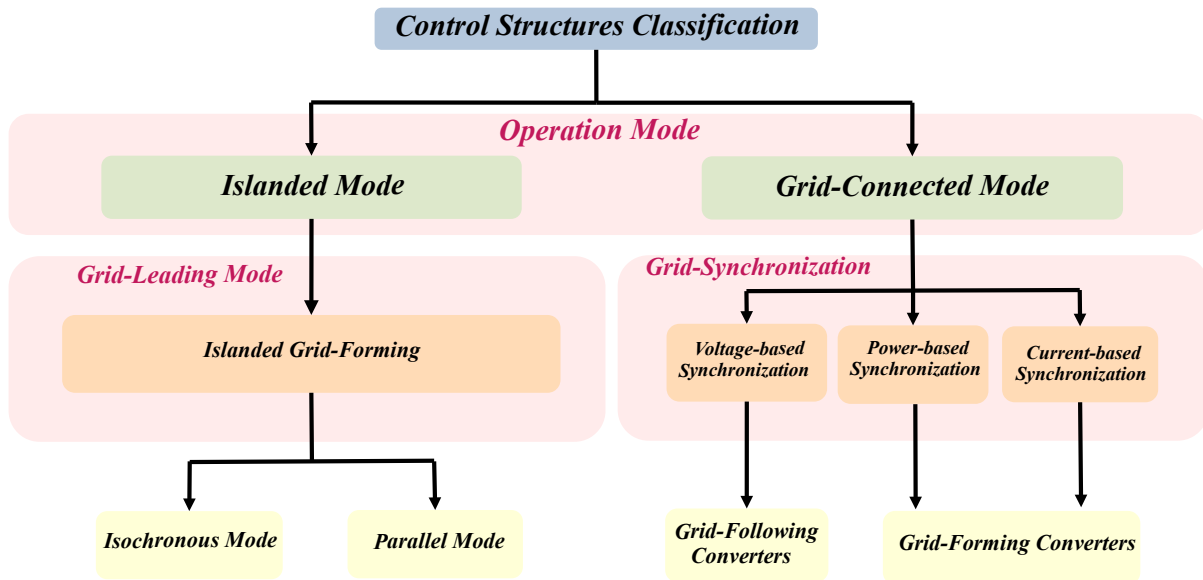 Control Structures Classification
Operation Mode
Islanded Mode
Grid-Connected Mode
Grid-Leading Mode
Islanded Grid-Forming
Grid-Synchronization
Voltage-based
Synchronization
Power-based
Synchronization
Current-based
Synchronization
Isochronous Mode
Parallel Mode
Grid-Following
Converters
Grid-Forming Converters